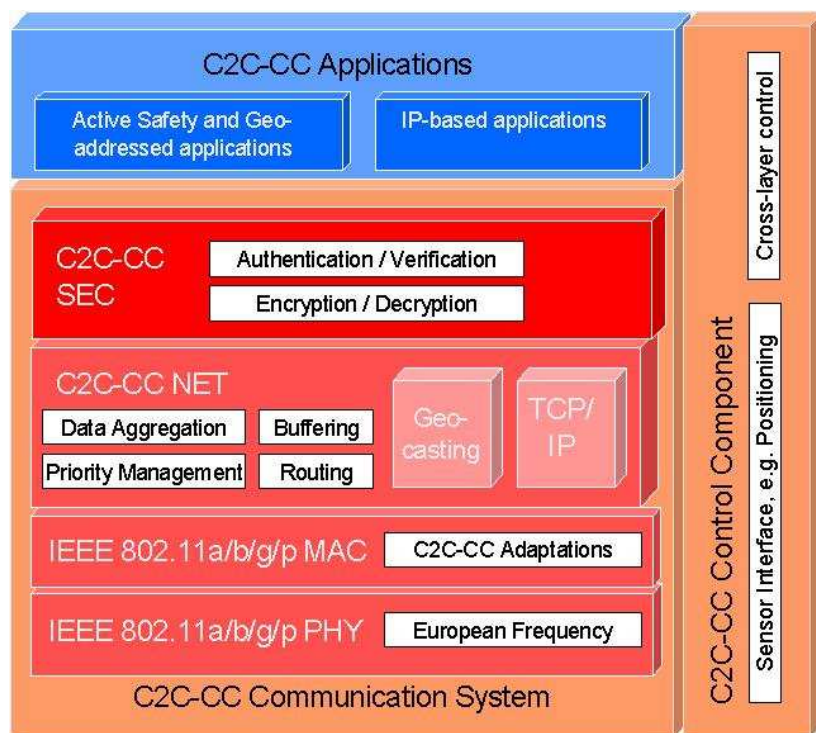 C2C-CC Applications
Active Safety and Geo-
addressed applications
IP-based applications
C2C-CC
SEC
Authentication / Verification
Encryption / Decryption
C2C-CC NET
Data Aggregation
Buffering
Priority Management
Routing
Geo-
casting
TCP/
IP
IEEE 802.11a/b/g/p MAC
C2C-CC Adaptations
IEEE 802.11a/b/g/p PHY
European Frequency
C2C-CC Communication System
C2C-CC Control Component
Cross-layer control
Sensor Interface, e.g. Positioning